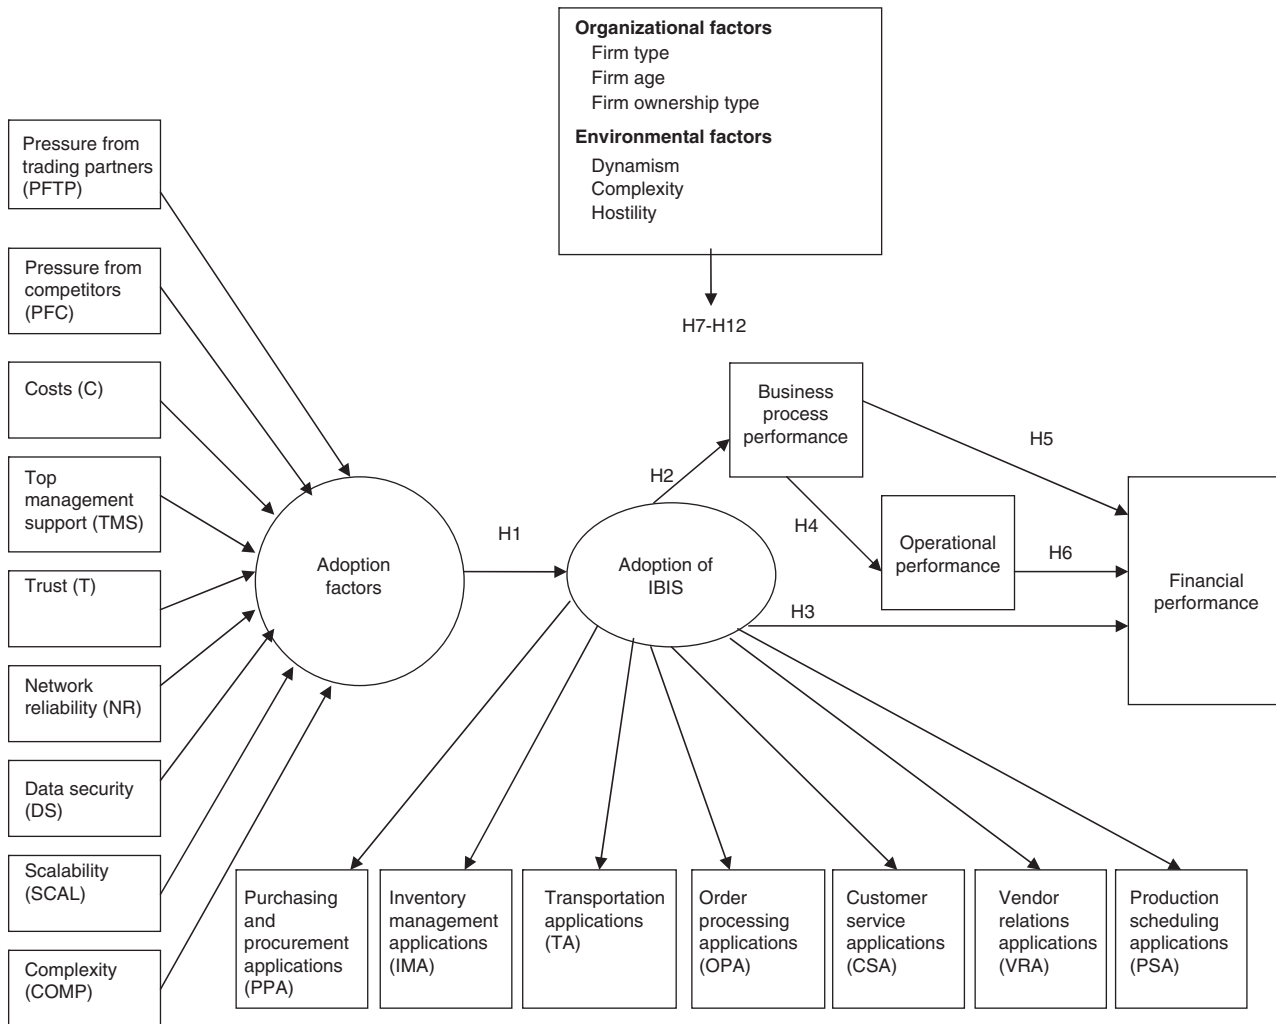 Organizational factors
Firm type
Firm age
Firm ownership type
Environmental factors
Dynamism
Complexity
Hostility
H7-H12
Pressure from
trading partners
(PFTP)
Pressure from
competitors
(PFC)
Costs (C)
Top
management
support (TMS)
Trust (T)
Network
reliability (NR)
Data security
(DS)
Scalability
(SCAL)
Complexity
(COMP)
Adoption
factors
H1
Adoption of
IBIS
H2
Business
process
performance
H4
Operational
performance
H5
H6
H3
Financial
performance
Purchasing
and
procurement
applications
(PPA)
Inventory
management
applications
(IMA)
Transportation
applications
(TA)
Order
processing
applications
(OPA)
Customer
service
applications
(CSA)
Vendor
relations
applications
(VRA)
Production
scheduling
applications
(PSA)